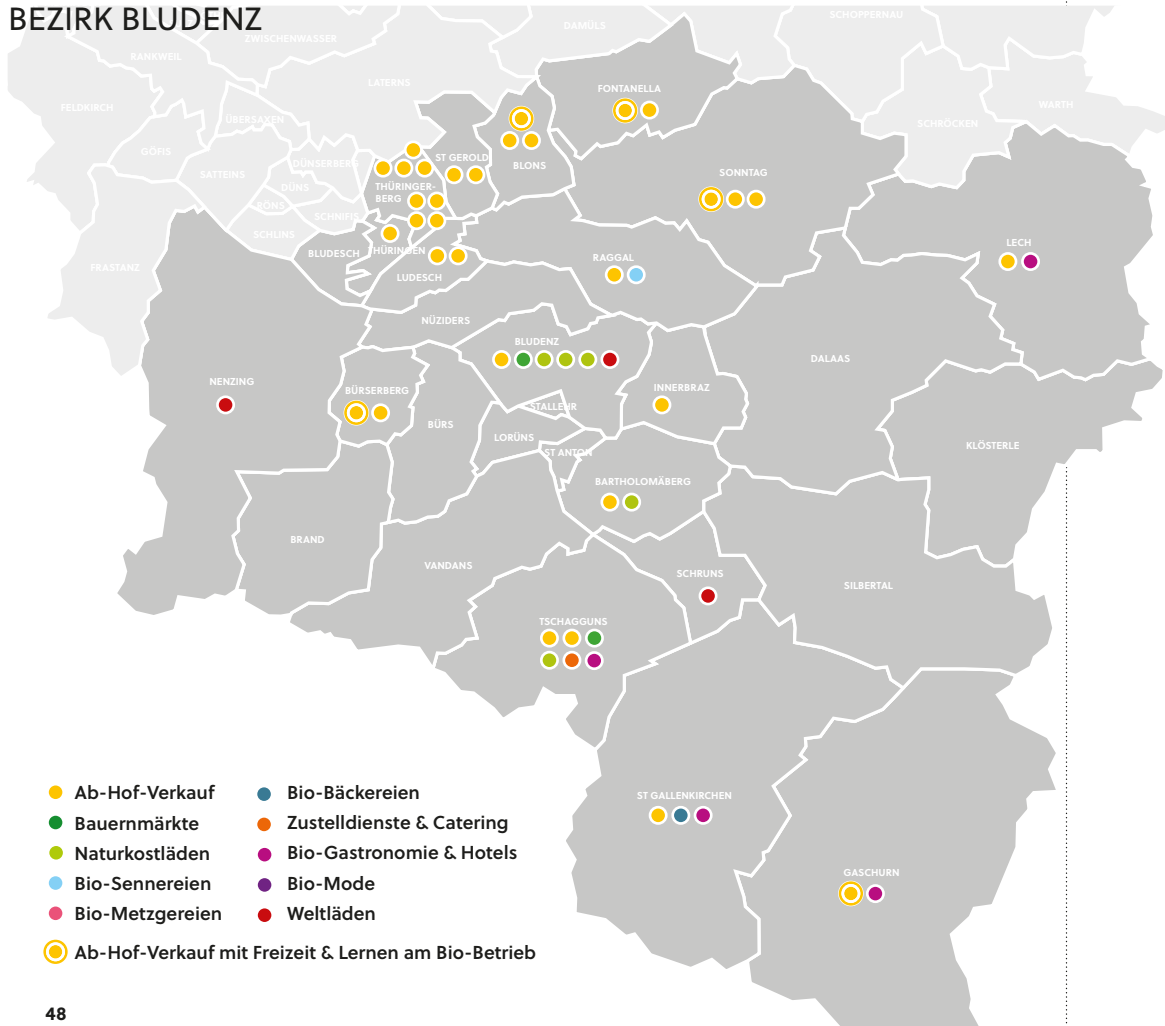 BEZIRK BLUDENZ
SCHOPPERNAU
DAMÜLS
ZWISCHENWASSER
RANKWEIL
LATERNS
FONTANELLA
FELDKIRCH
WARTH
ÜBERSAXEN
SCHRÖCKEN
GÖFIS
ST GEROLD
DÜNSERBERG
BLONS
SATTEINS
SONNTAG
DÜNS
THÜRINGER-
BERG
RÖNS
SCHNIFIS
SCHLINS
LECH
BLUDESCH
THÜRINGEN
RAGGAL
FRASTANZ
LUDESCH
NÜZIDERS
BLUDENZ
DALAAS
NENZING
BÜRSERBERG
INNERBRAZ
STALLEHR
BÜRS
LORÜNS
KLÖSTERLE
ST ANTON
BARTHOLOMÄBERG
BRAND
VANDANS
SCHRUNS
SILBERTAL
TSCHAGGUNS
ST GALLENKIRCHEN
GASCHURN
Ab-Hof-Verkauf
Bauernmärkte
Naturkostläden
Bio-Sennereien
Bio-Metzgereien
Bio-Bäckereien
Zustelldienste & Catering
Bio-Gastronomie & Hotels
Bio-Mode
Weltläden
Ab-Hof-Verkauf mit Freizeit & Lernen am Bio-Betrieb
48